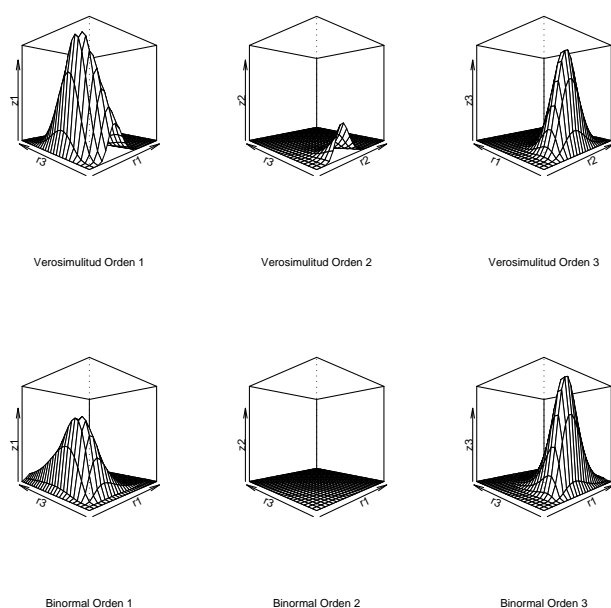 z1
r3
r1
z2
r3
r2
z3
r1
r2
Verosimulitud Orden 1
Verosimulitud Orden 2
Verosimulitud Orden 3
z1
r3
r1
z2
r3
r1
z3
r3
r1
Binormal Orden 1
Binormal Orden 2
Binormal Orden 3